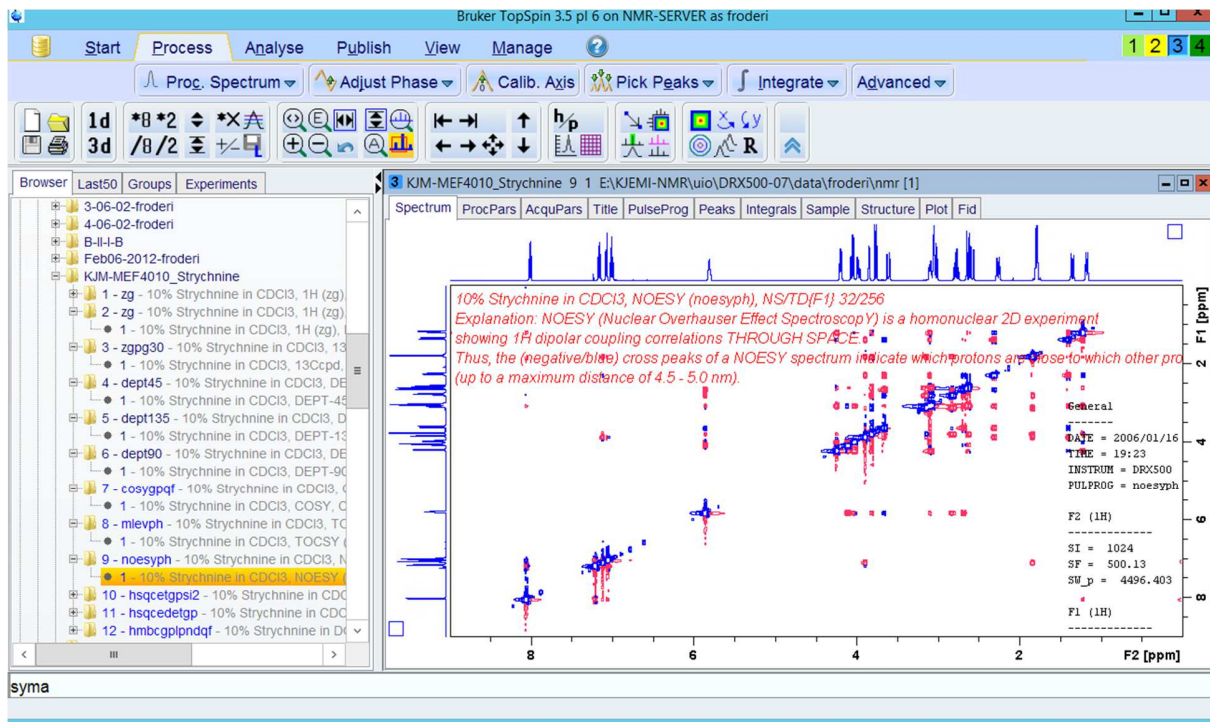 Bruker TopSpin 3.5 pl 6 on NMR-SERVER as froderi
Start Process Analyse Publish View Manage ?
1 2 3 4
Proc. Spectrum Adjust Phase Calib. Axis Pick Peaks Integrate Advanced
1d *8 *2
3d /8 /2
h/p
R
Browser Last50 Groups Experiments
3-06-02-froderi
4-06-02-froderi
B-II-I-B
Feb06-2012-froderi
KJM-MEF4010_Strychnine
1 - zg - 10% Strychnine in CDCl3, 1H (zg),
2 - zg - 10% Strychnine in CDCl3, 1H (zg),
1 - 10% Strychnine in CDCl3, 1H (zg),
3 - zgpg30 - 10% Strychnine in CDCl3, 13
1 - 10% Strychnine in CDCl3, 13Ccpd,
4 - dept45 - 10% Strychnine in CDCl3, DE
1 - 10% Strychnine in CDCl3, DEPT-45
5 - dept135 - 10% Strychnine in CDCl3, D
1 - 10% Strychnine in CDCl3, DEPT-13
6 - dept90 - 10% Strychnine in CDCl3, DE
1 - 10% Strychnine in CDCl3, DEPT-90
7 - cosygpqf - 10% Strychnine in CDCl3,
1 - 10% Strychnine in CDCl3, COSY, C
8 - mlevph - 10% Strychnine in CDCl3, TC
1 - 10% Strychnine in CDCl3, TOCSY (
9 - noesyph - 10% Strychnine in CDCl3, N
1 - 10% Strychnine in CDCl3, NOESY (
10 - hsqcetgpsi2 - 10% Strychnine in CDC
11 - hsqcedetgp - 10% Strychnine in CDC
12 - hmbcgplpndqf - 10% Strychnine in D
3 KJM-MEF4010_Strychnine 9 1 E:\KJEMI-NMR\uio\DRX500-07\data\froderi\nmr [1]
Spectrum ProcPars AcquPars Title PulseProg Peaks Integrals Sample Structure Plot Fid
10% Strychnine in CDCl3, NOESY (noesyph), NS/TD{F1} 32/256
Explanation: NOESY (Nuclear Overhauser Effect SpectroscopY) is a homonuclear 2D experiment
showing 1H dipolar coupling correlations THROUGH SPACE.
Thus, the (negative/blue) cross peaks of a NOESY spectrum indicate which protons are close to which other pro
(up to a maximum distance of 4.5 - 5.0 nm).
General
-------
DATE = 2006/01/16
TIME = 19:23
INSTRUM = DRX500
PULPROG = noesyph
F2 (1H)
--------------
SI = 1024
SF = 500.13
SW_p = 4496.403
F1 (1H)
--------------
F1 [ppm]
2
4
6
8
8 6 4 2 F2 [ppm]
syma